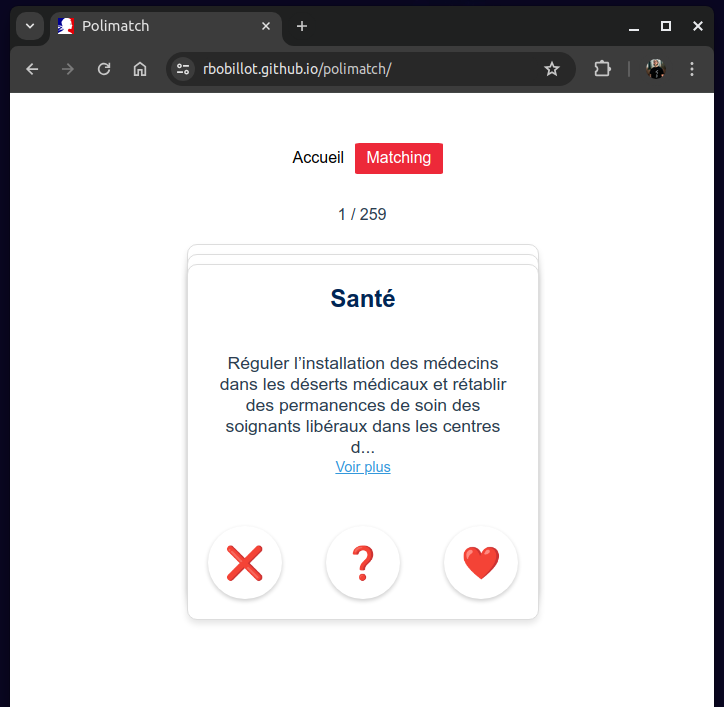 Polimatch
rbobillot.github.io/polimatch/
Accueil Matching
1 / 259
Santé
Réguler l’installation des médecins
dans les déserts médicaux et rétablir
des permanences de soin des
soignants libéraux dans les centres
d...
Voir plus